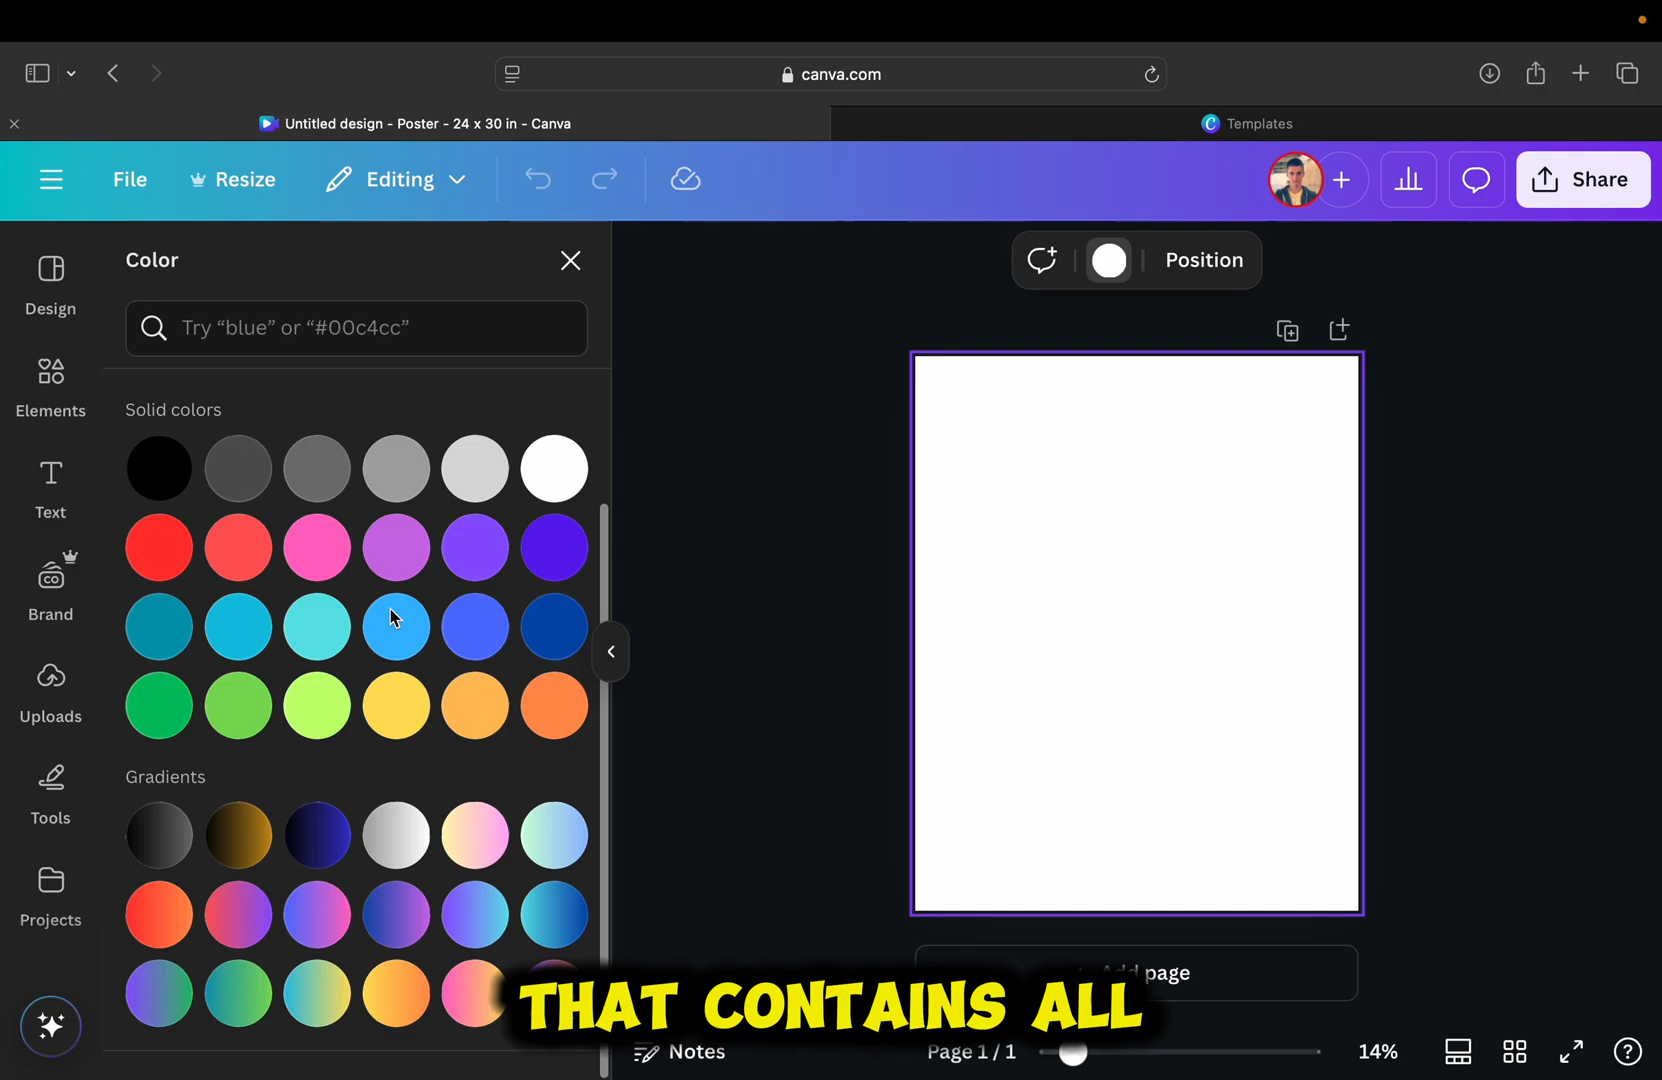 canva.com
Untitled design - Poster - 24 x 30 in - Canva
Templates
File
Resize
Editing
Share
Design
Elements
Text
CO
Brand
Uploads
Tools
Projects
Color
Try “blue” or “#00c4cc”
Solid colors
Gradients
Position
page
THAT CONTAINS ALL
Notes
Page 1 / 1
14%